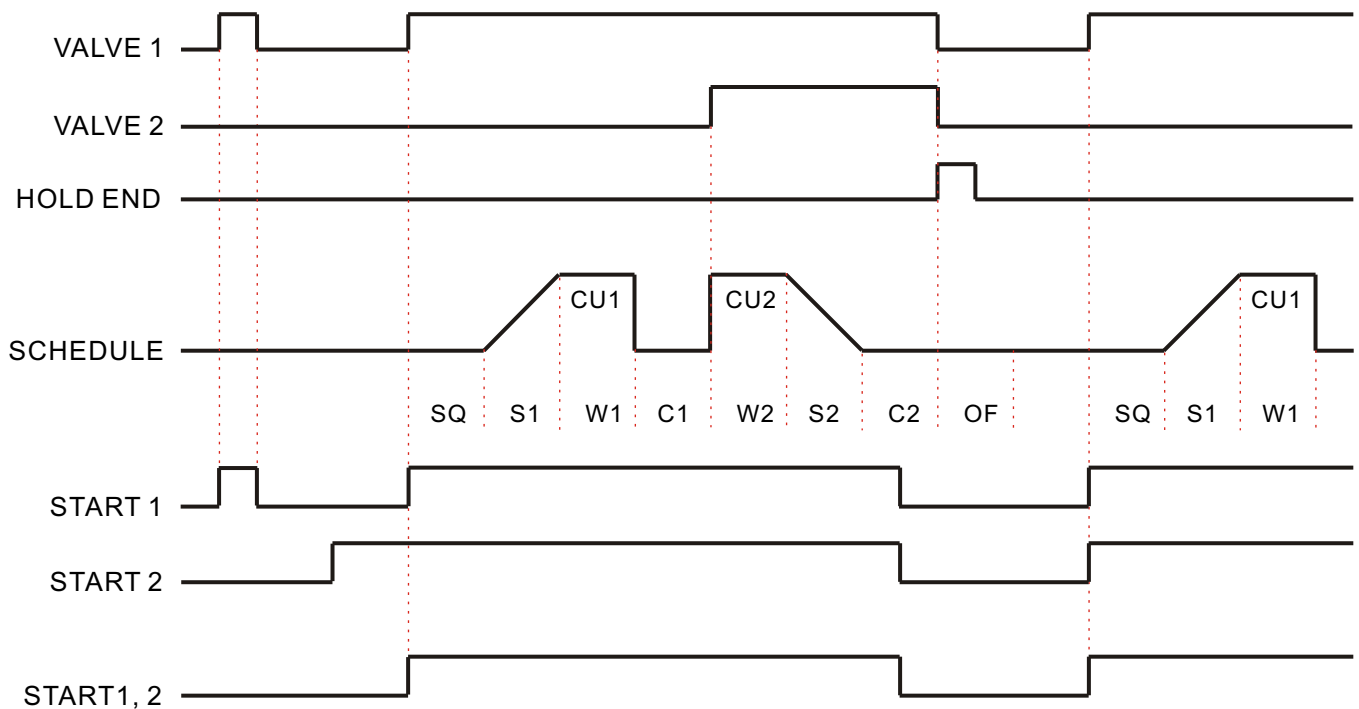 VALVE 1
VALVE 2
HOLD END
CU1 CU2 CU1
SCHEDULE
SQ S1 W1 C1 W2 S2 C2 OF SQ S1 W1
START 1
START 2
START1, 2